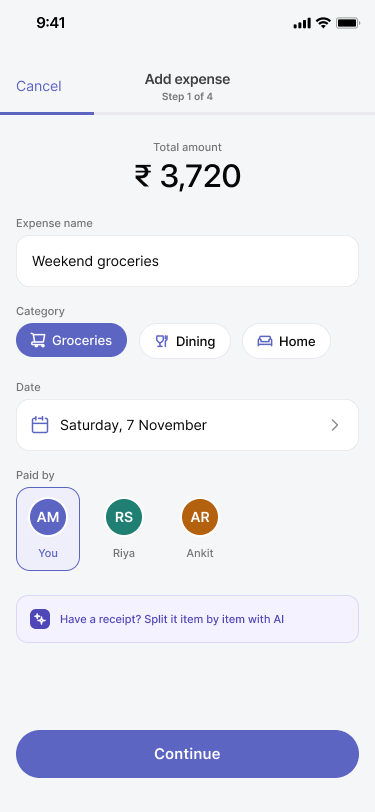 9:41
Cancel
Add expense
Step 1 of 4
Total amount
₹ 3,720
Expense name
Weekend groceries
Category
Groceries
Dining
Home
Date
Saturday, 7 November
Paid by
AM
RS
AR
You
Riya
Ankit
Have a receipt? Split it item by item with AI
Continue